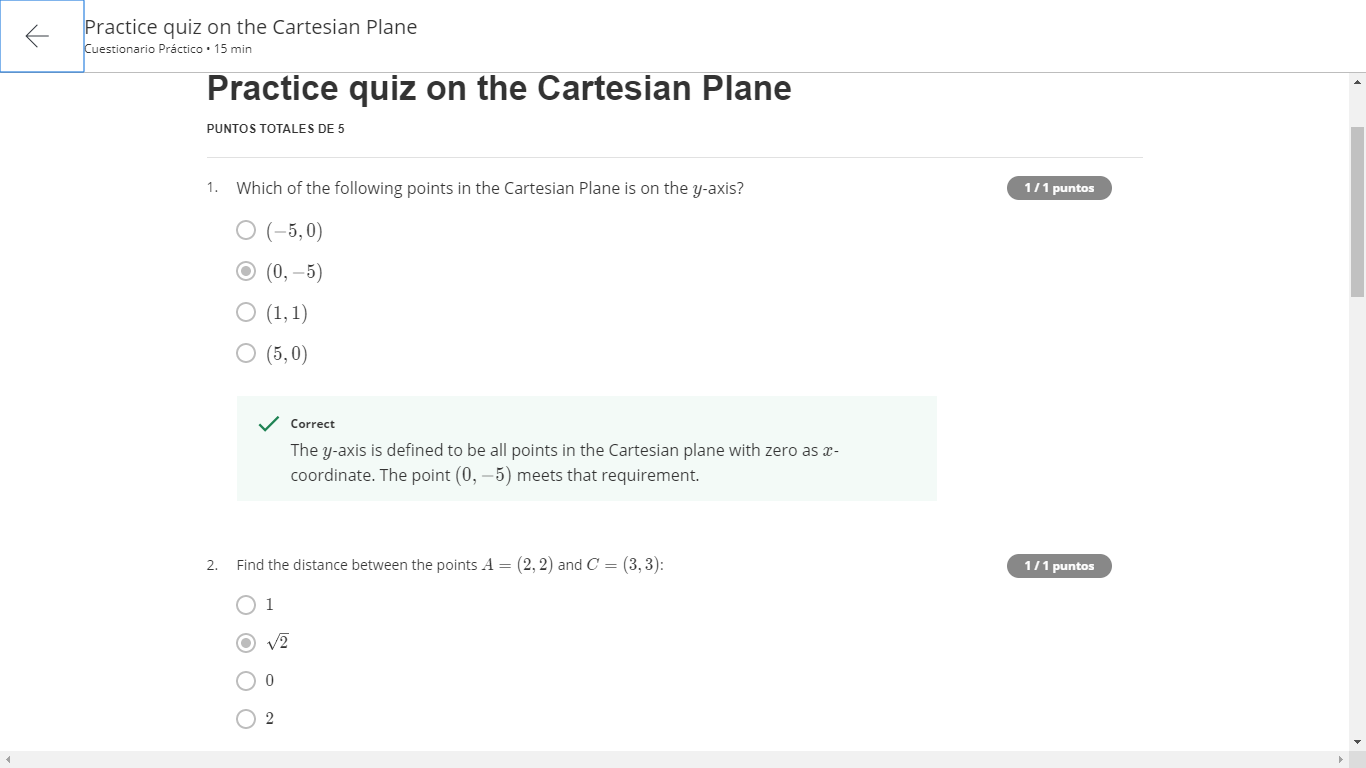 Practice quiz on the Cartesian Plane
Cuestionario Práctico • 15 min
Practice quiz on the Cartesian Plane
PUNTOS TOTALES DE 5
1. Which of the following points in the Cartesian Plane is on the y-axis? 1 / 1 puntos
(−5, 0)
(0, −5)
(1, 1)
(5, 0)
Correct
The y-axis is defined to be all points in the Cartesian plane with zero as x-
coordinate. The point (0, −5) meets that requirement.
2. Find the distance between the points A = (2, 2) and C = (3, 3): 1 / 1 puntos
1
√2
0
2